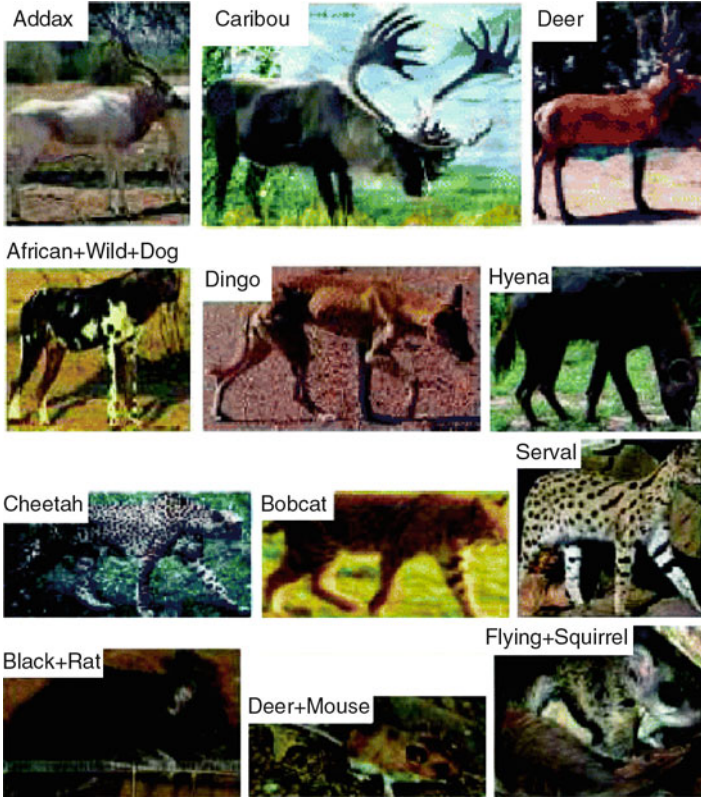 Addax
Caribou
Deer
African+Wild+Dog
Dingo
Hyena
Cheetah
Bobcat
Serval
Black+Rat
Deer+Mouse
Flying+Squirrel